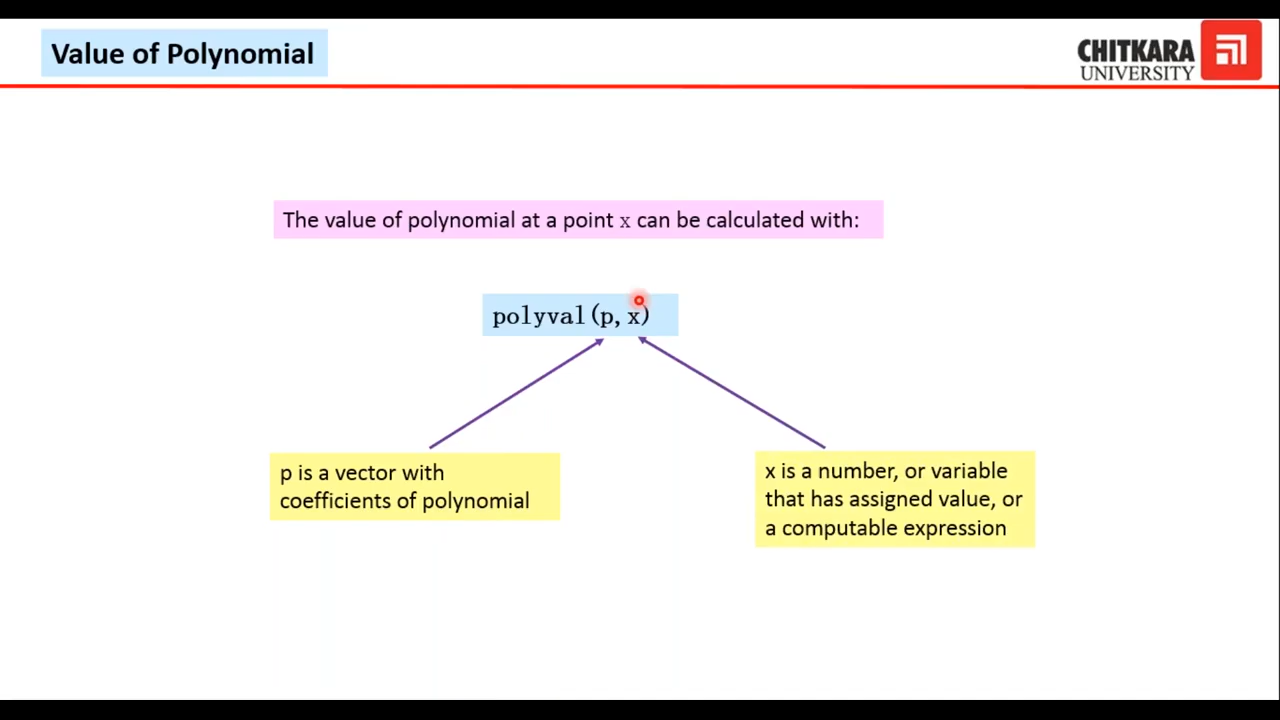 Value of Polynomial
CHITKARA
UNIVERSITY
The value of polynomial at a point x can be calculated with:
polyval(p,x)
p is a vector with
coefficients of polynomial
x is a number, or variable
that has assigned value, or
a computable expression